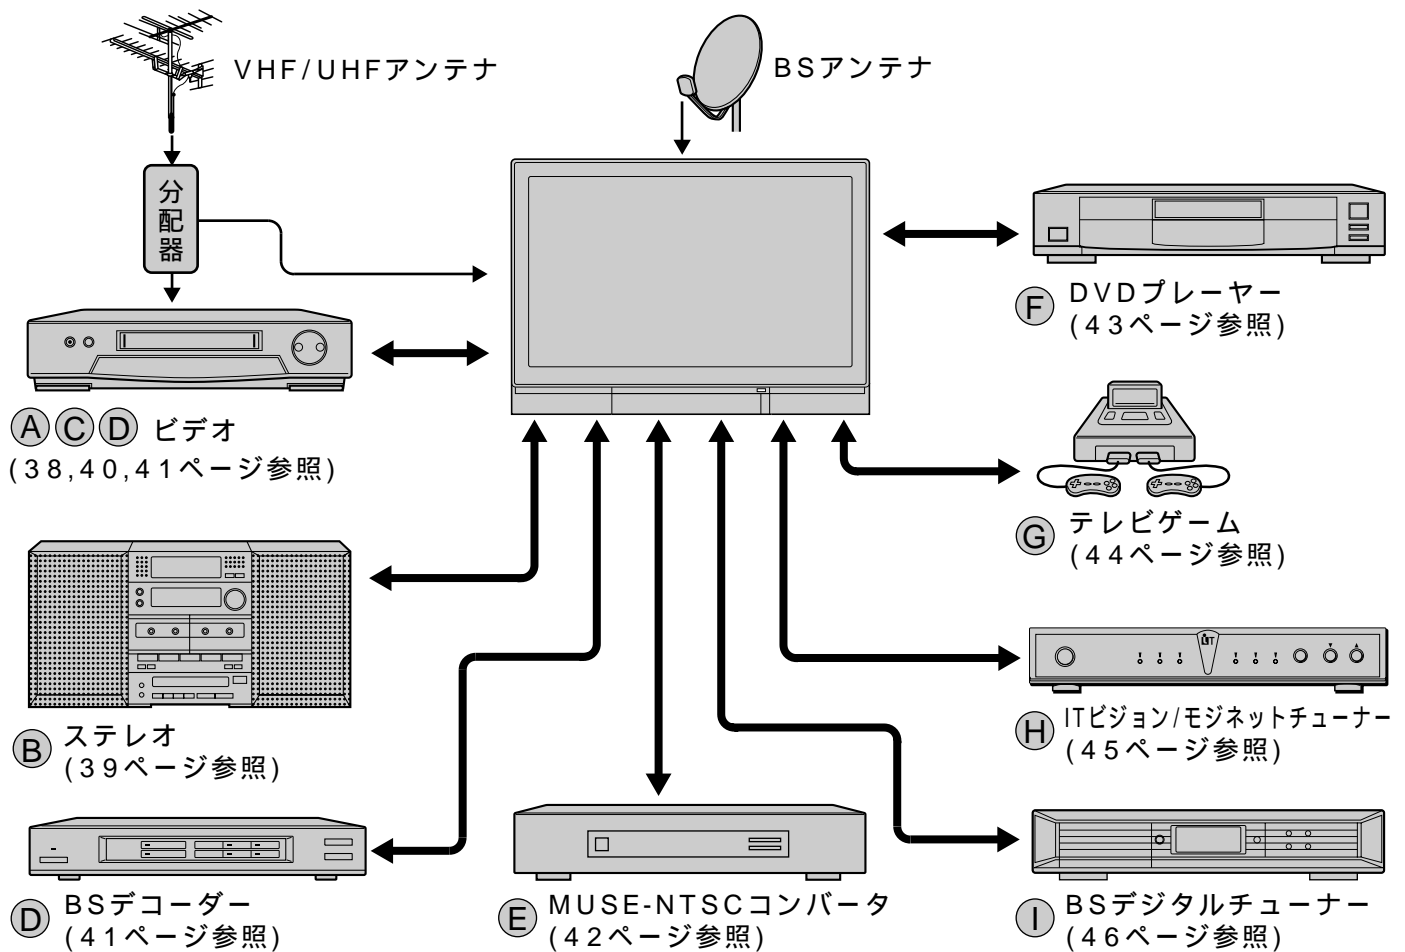 VHF/UHFアンテナ
BSアンテナ
分配器
Ⓕ DVDプレーヤー
(43ページ参照)
ⒶⒸⒹ ビデオ
(38,40,41ページ参照)
Ⓖ テレビゲーム
(44ページ参照)
Ⓑ ステレオ
(39ページ参照)
Ⓗ ITビジョン/モジネットチューナー
(45ページ参照)
Ⓓ BSデコーダー
(41ページ参照)
Ⓔ MUSE-NTSCコンバータ
(42ページ参照)
Ⓘ BSデジタルチューナー
(46ページ参照)